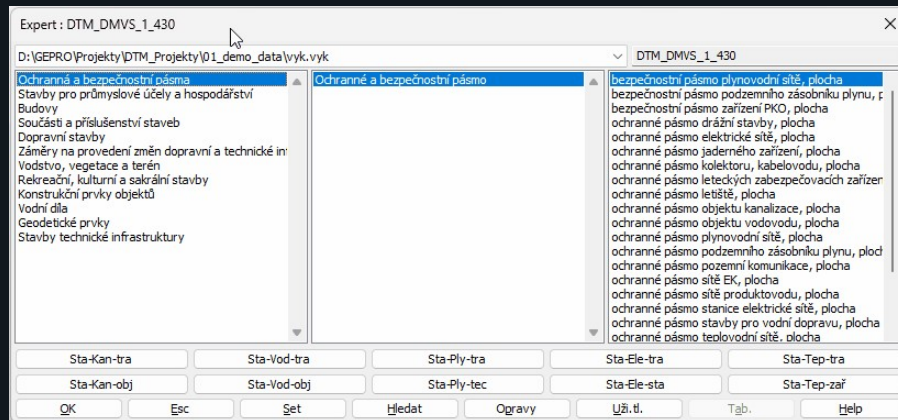 Expert : DTM_DMVS_1_430
D:\GEPRO\Projekty\DTM_Projekty\01_demo_data\vyk.vyk
DTM_DMVS_1_430
Ochranná a bezpečnostní pásma
Stavby pro průmyslové účely a hospodářství
Budovy
Součásti a příslušenství staveb
Dopravní stavby
Záměry na provedení změn dopravní a technické in
Vodstvo, vegetace a terén
Rekreační, kulturní a sakrální stavby
Konstrukční prvky objektů
Vodní díla
Geodetické prvky
Stavby technické infrastruktury
Ochranné a bezpečnostní pásmo
bezpečnostní pásmo plynovodní sítě, plocha
bezpečnostní pásmo podzemního zásobníku plynu, p
bezpečnostní pásmo zařízení PKO, plocha
ochranné pásmo drážní stavby, plocha
ochranné pásmo elektrické sítě, plocha
ochranné pásmo jaderného zařízení, plocha
ochranné pásmo kolektoru, kabelovodu, plocha
ochranné pásmo leteckých zabezpečovacích zařízen
ochranné pásmo letiště, plocha
ochranné pásmo objektu kanalizace, plocha
ochranné pásmo objektu vodovodu, plocha
ochranné pásmo plynovodní sítě, plocha
ochranné pásmo podzemního zásobníku plynu, ploch
ochranné pásmo pozemní komunikace, plocha
ochranné pásmo sítě EK, plocha
ochranné pásmo sítě produktovodu, plocha
ochranné pásmo stanice elektrické sítě, plocha
ochranné pásmo stavby pro vodní dopravu, plocha
ochranné pásmo teplovodní sítě, plocha
Sta-Kan-tra
Sta-Vod-tra
Sta-Ply-tra
Sta-Ele-tra
Sta-Tep-tra
Sta-Kan-obj
Sta-Vod-obj
Sta-Ply-tec
Sta-Ele-sta
Sta-Tep-zař
OK
Esc
Set
Hledat
Opravy
Uži.tl.
Tab.
Help